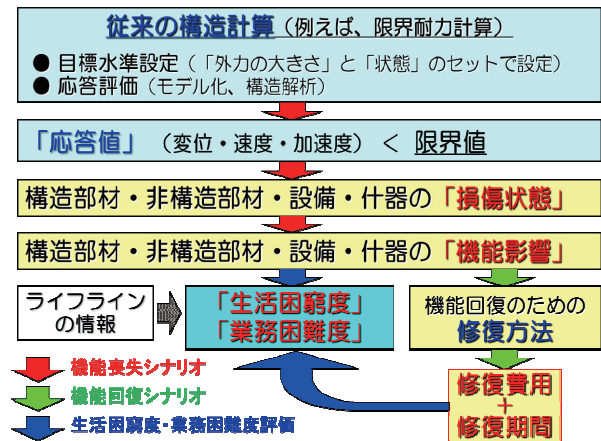 従来の構造計算（例えば、限界耐力計算）
● 目標水準設定（「外力の大きさ」と「状態」のセットで設定）
● 応答評価（モデル化、構造解析）
「応答値」（変位・速度・加速度）＜ 限界値
構造部材・非構造部材・設備・什器の「損傷状態」
構造部材・非構造部材・設備・什器の「機能影響」
ライフライン
の情報
「生活困窮度」
「業務困難度」
機能回復のための
修復方法
機能喪失シナリオ
機能回復シナリオ
生活困窮度・業務困難度評価
修復費用
＋
修復期間